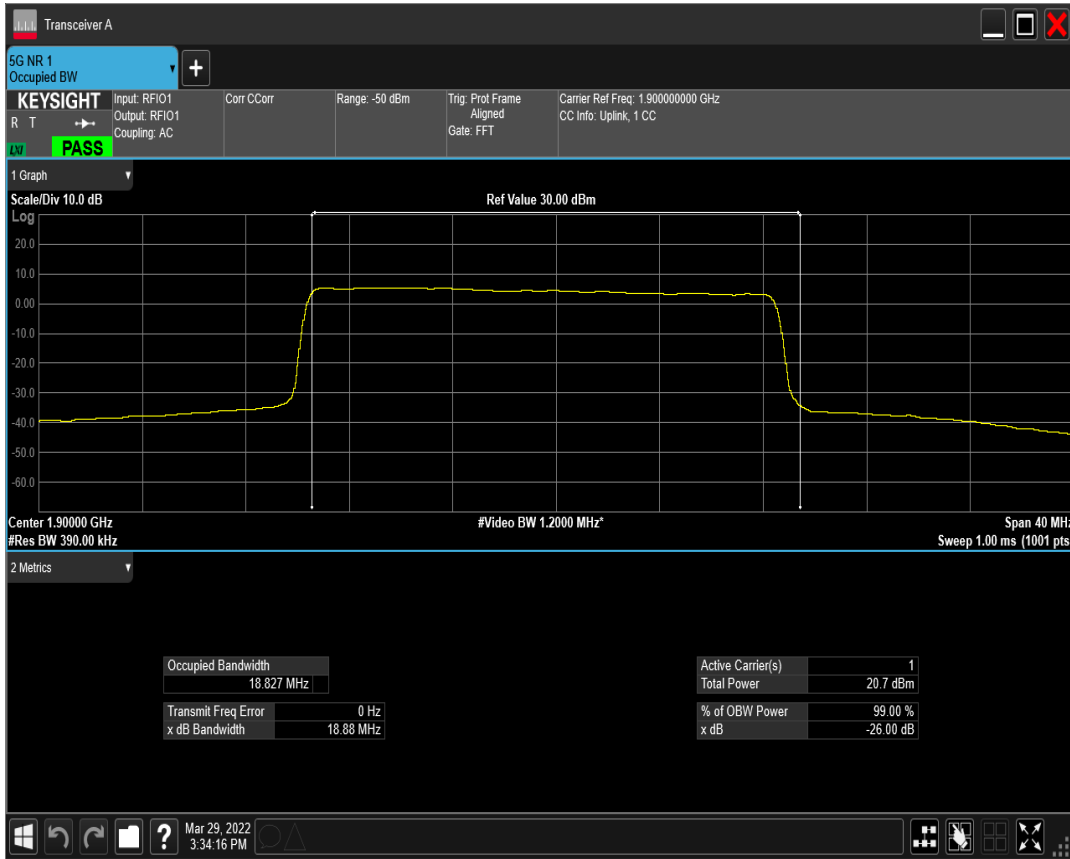 Transceiver A
5G NR 1
Occupied BW
+
KEYSIGHT
R T
LXI
PASS
Input: RFIO1
Output: RFIO1
Coupling: AC
Corr CCorr
Range: -50 dBm
Trig: Prot Frame
Aligned
Gate: FFT
Carrier Ref Freq: 1.900000000 GHz
CC Info: Uplink, 1 CC
1 Graph
Scale/Div 10.0 dB
Ref Value 30.00 dBm
Log
20.0
10.0
0.00
-10.0
-20.0
-30.0
-40.0
-50.0
-60.0
Center 1.90000 GHz
#Video BW 1.2000 MHz*
Span 40 MHz
#Res BW 390.00 kHz
Sweep 1.00 ms (1001 pts
2 Metrics
Occupied Bandwidth
18.827 MHz
Transmit Freq Error 0 Hz
x dB Bandwidth 18.88 MHz
Active Carrier(s) 1
Total Power 20.7 dBm
% of OBW Power 99.00 %
x dB -26.00 dB
?
Mar 29, 2022
3:34:16 PM